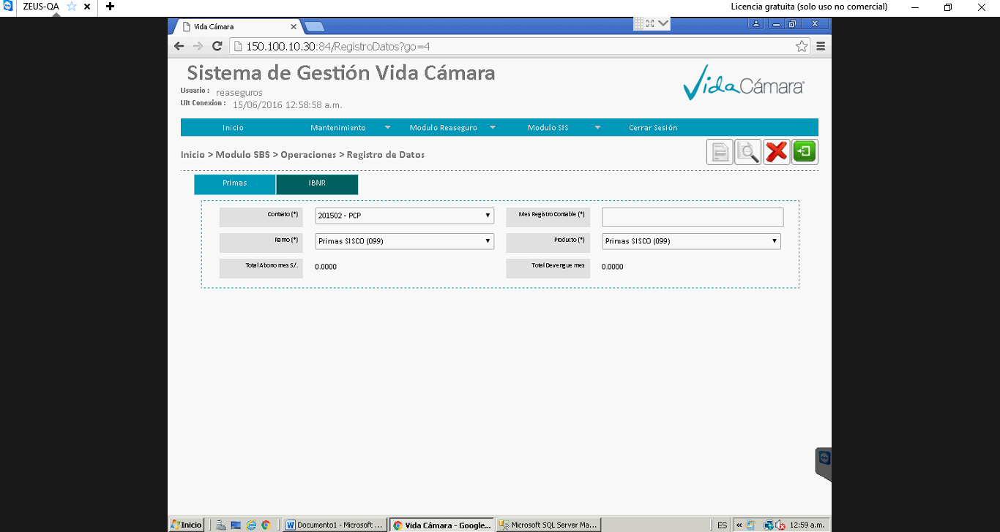 ZEUS-QA
Licencia gratuita (solo uso no comercial)
Vida Cámara
150.100.10.30:84/RegistroDatos?go=4
Sistema de Gestión Vida Cámara
Usuario : reaseguros
Ult Conexion : 15/06/2016 12:58:58 a.m.
VidaCámara
Inicio Mantenimiento Modulo Reaseguro Modulo SIS Cerrar Sesión
Inicio > Modulo SBS > Operaciones > Registro de Datos
Primas IBNR
Contato (*) 201502 - PCP Mes Registro Contable (*)
Ramo (*) Primas SISCO (099) Producto (*) Primas SISCO (099)
Total Abono mes S/. 0.0000 Total Devengue mes 0.0000
Inicio Documento1 - Microsoft ... Vida Cámara - Google... Microsoft SQL Server Ma... ES « 12:59 a.m.